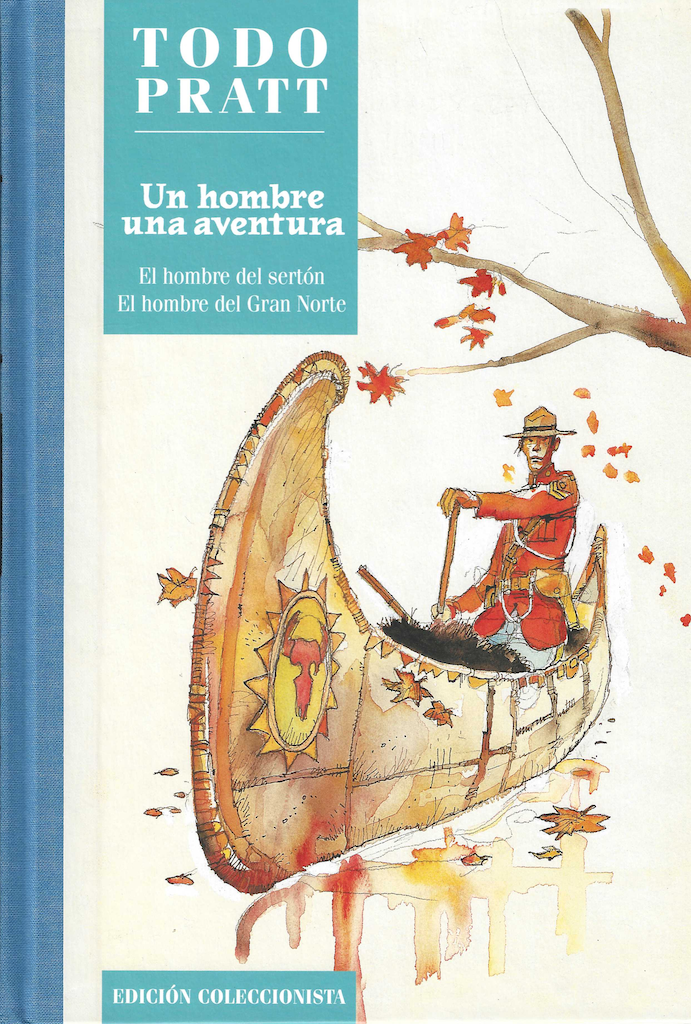 TODO
PRATT
Un hombre
una aventura
El hombre del sertón
El hombre del Gran Norte
EDICIÓN COLECCIONISTA